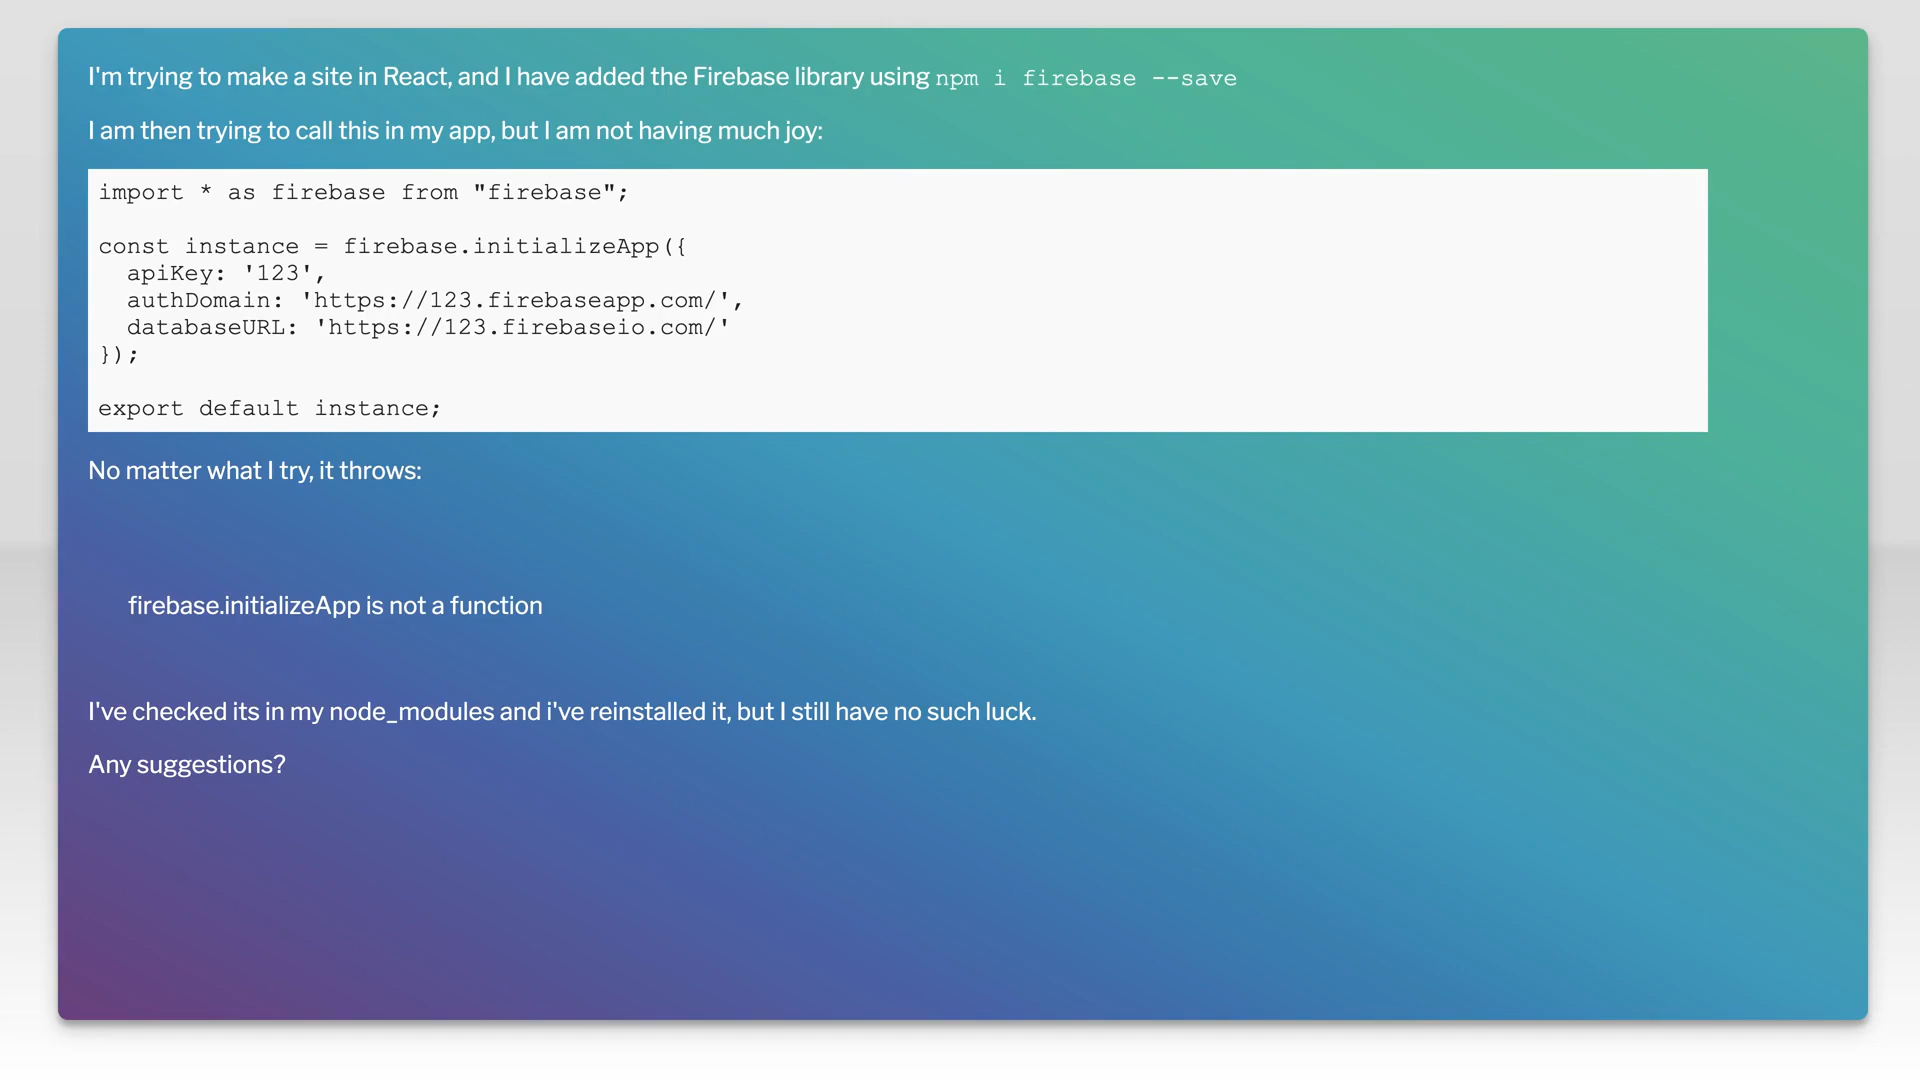 I'm trying to make a site in React, and I have added the Firebase library using npm i firebase --save
I am then trying to call this in my app, but I am not having much joy:
import * as firebase from "firebase";
const instance = firebase.initializeApp({
  apiKey: '123',
  authDomain: 'https://123.firebaseapp.com/',
  databaseURL: 'https://123.firebaseio.com/'
});
export default instance;
No matter what I try, it throws:
firebase.initializeApp is not a function
I've checked its in my node_modules and i've reinstalled it, but I still have no such luck.
Any suggestions?